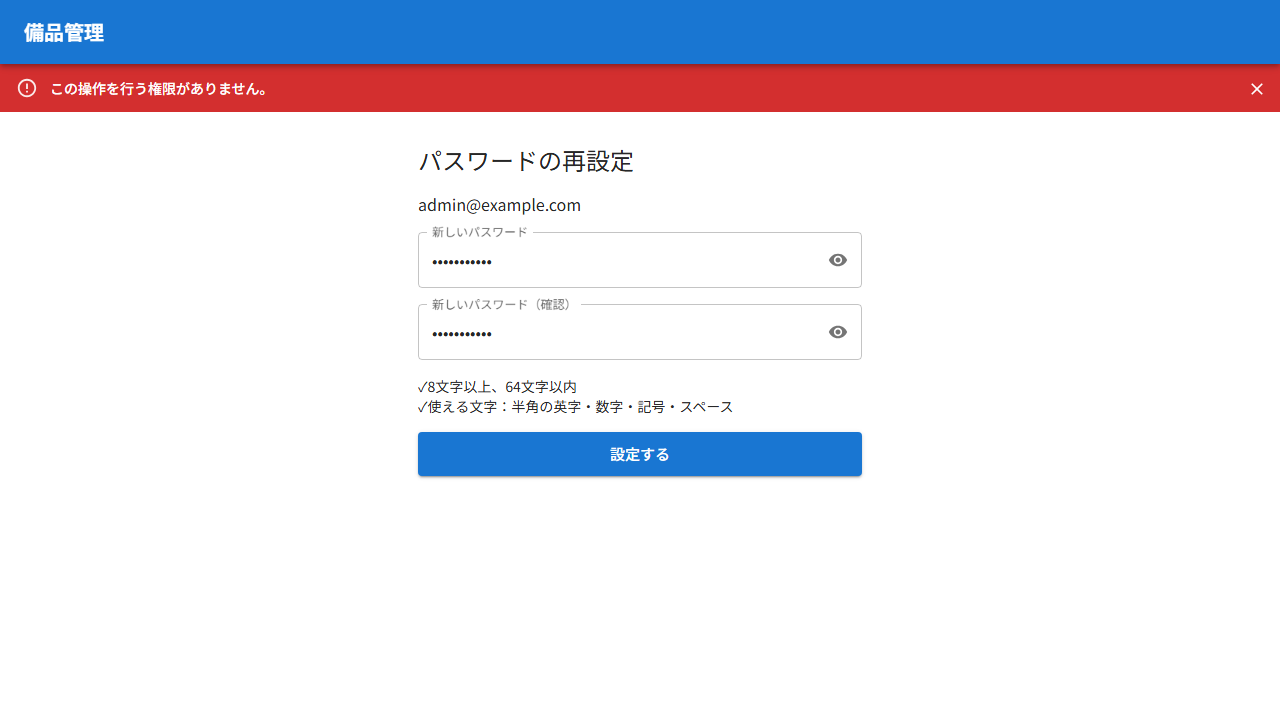 備品管理
この操作を行う権限がありません。
パスワードの再設定
admin@example.com
新しいパスワード
•••••••••••
新しいパスワード（確認）
•••••••••••
✓8文字以上、64文字以内
✓使える文字：半角の英字・数字・記号・スペース
設定する